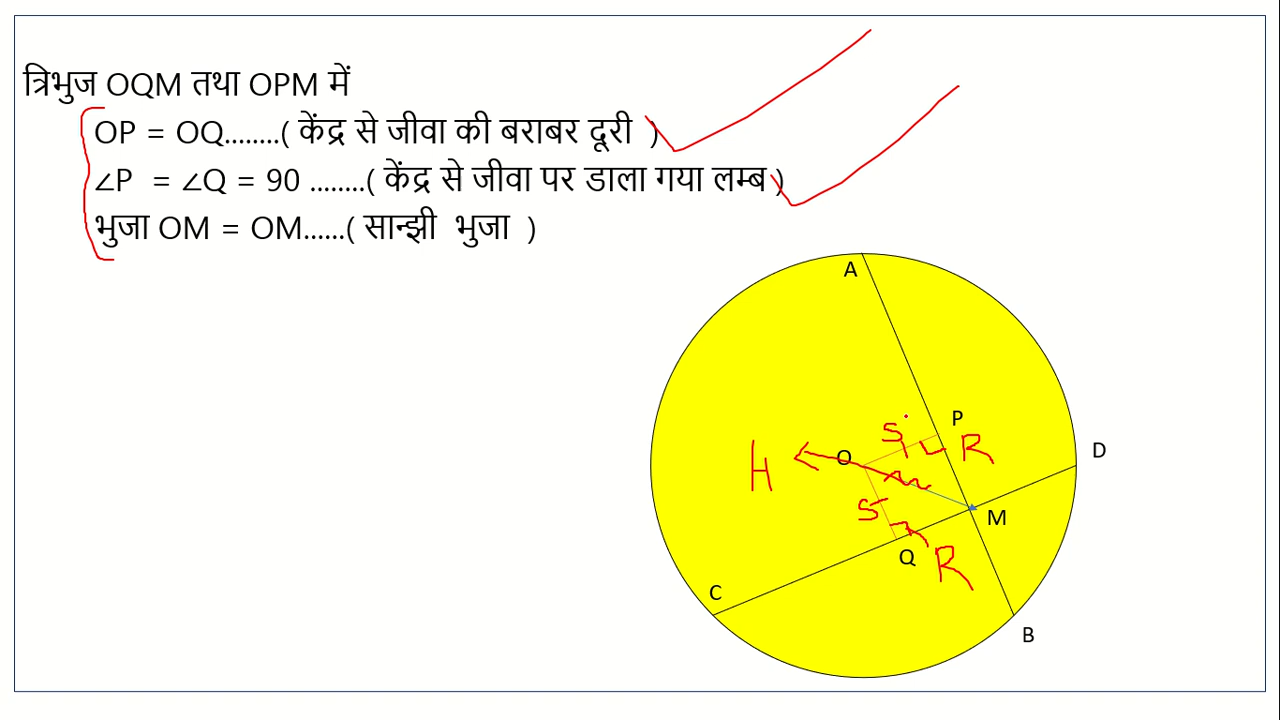 त्रिभुज OQM तथा OPM में
OP = OQ........( केंद्र से जीवा की बराबर दूरी )
∠P = ∠Q = 90 ........( केंद्र से जीवा पर डाला गया लम्ब )
भुजा OM = OM......( सान्झी भुजा )
A
P
S
R
D
H
O
S
M
Q
R
C
B